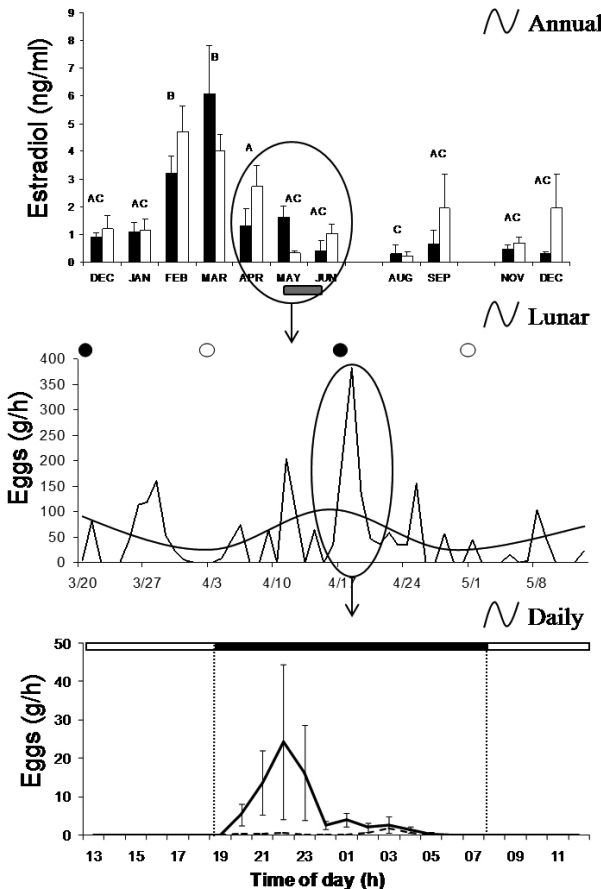 Annual
Estradiol (ng/ml)
9
8
7
6
5
4
3
2
1
0
AC AC B B A AC AC C AC AC AC
DEC JAN FEB MAR APR MAY JUN AUG SEP NOV DEC
Lunar
Eggs (g/h)
400
350
300
250
200
150
100
50
0
3/20 3/27 4/3 4/10 4/17 4/24 5/1 5/8
Daily
Eggs (g/h)
50
40
30
20
10
0
13 15 17 19 21 23 01 03 05 07 09 11
Time of day (h)